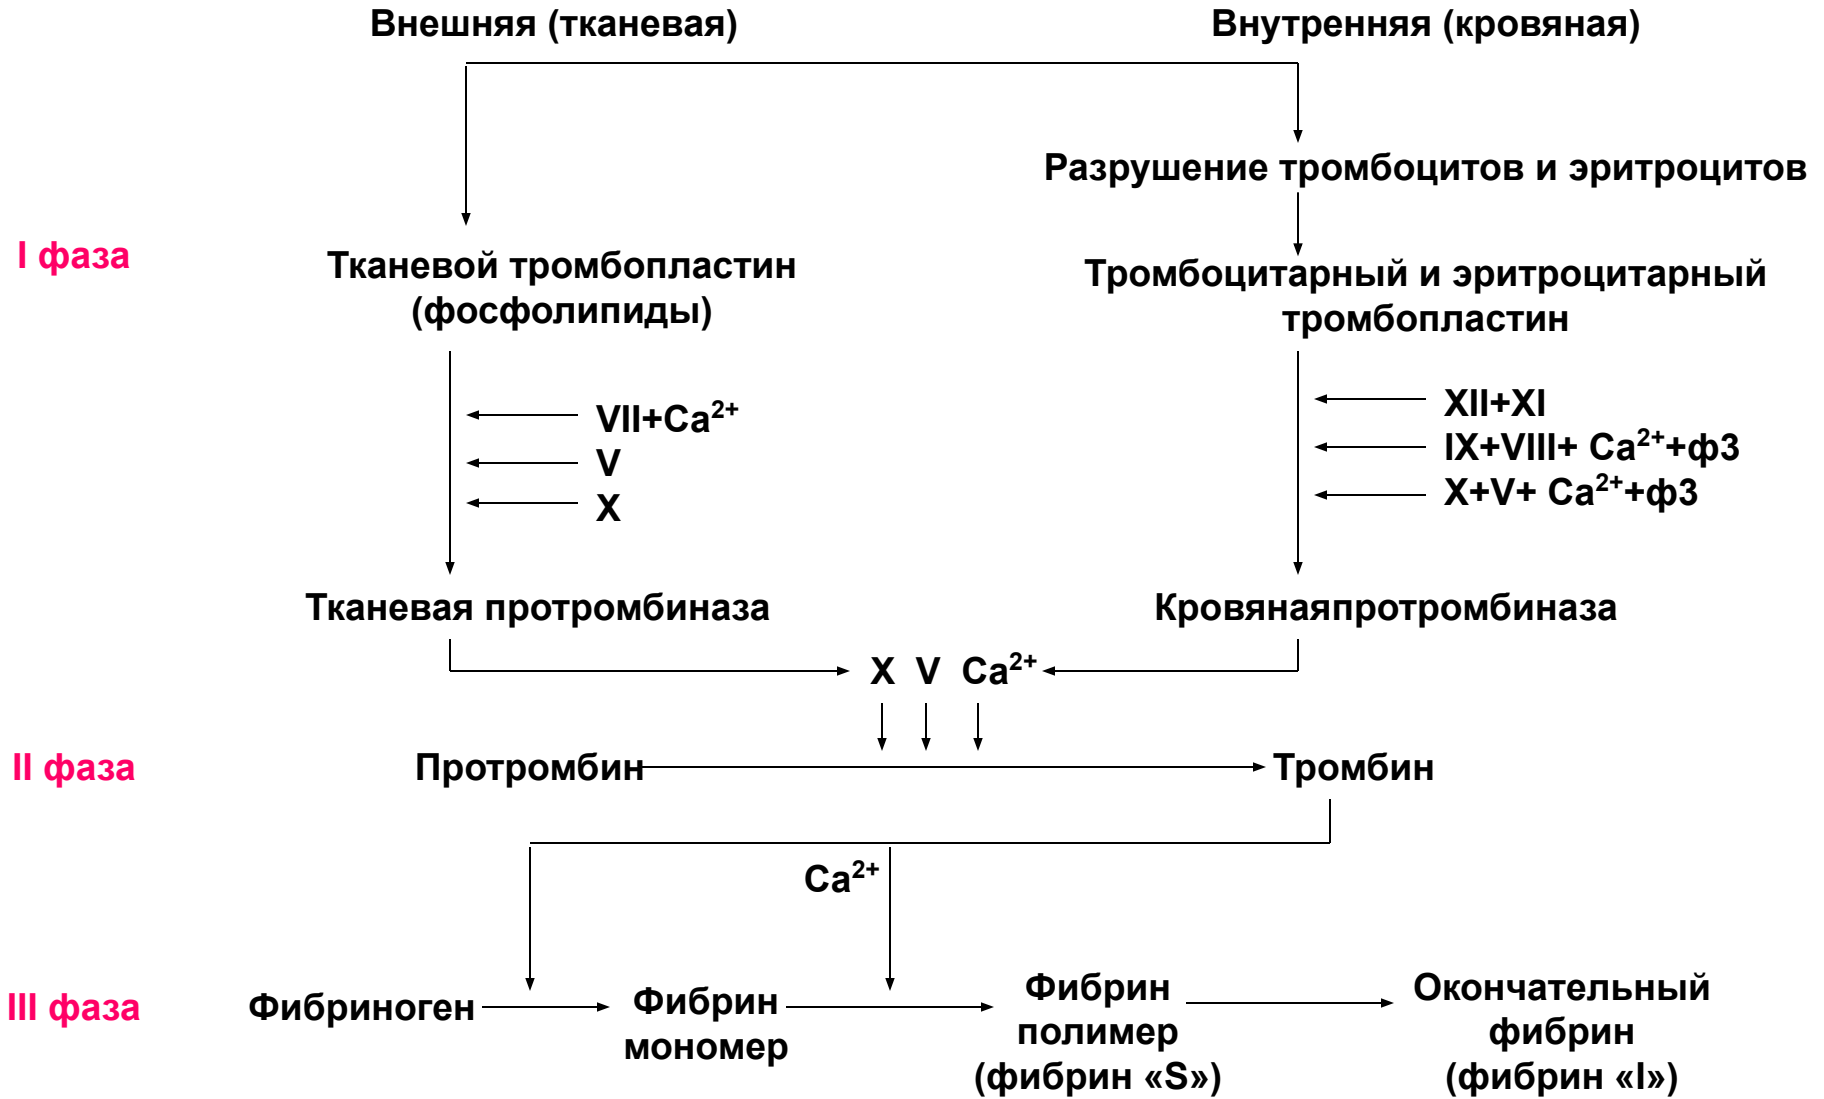 Внешняя (тканевая)
Внутренняя (кровяная)
Разрушение тромбоцитов и эритроцитов
I фаза
Тканевой тромбопластин
(фосфолипиды)
Тромбоцитарный и эритроцитарный
тромбопластин
VII+Ca²⁺
V
X
XII+XI
IX+VIII+ Ca²⁺+ф3
X+V+ Ca²⁺+ф3
Тканевая протромбиназа
Кровянаяпротромбиназа
X V Ca²⁺
II фаза
Протромбин
Тромбин
Ca²⁺
III фаза
Фибриноген
Фибрин
мономер
Фибрин
полимер
(фибрин «S»)
Окончательный
фибрин
(фибрин «I»)